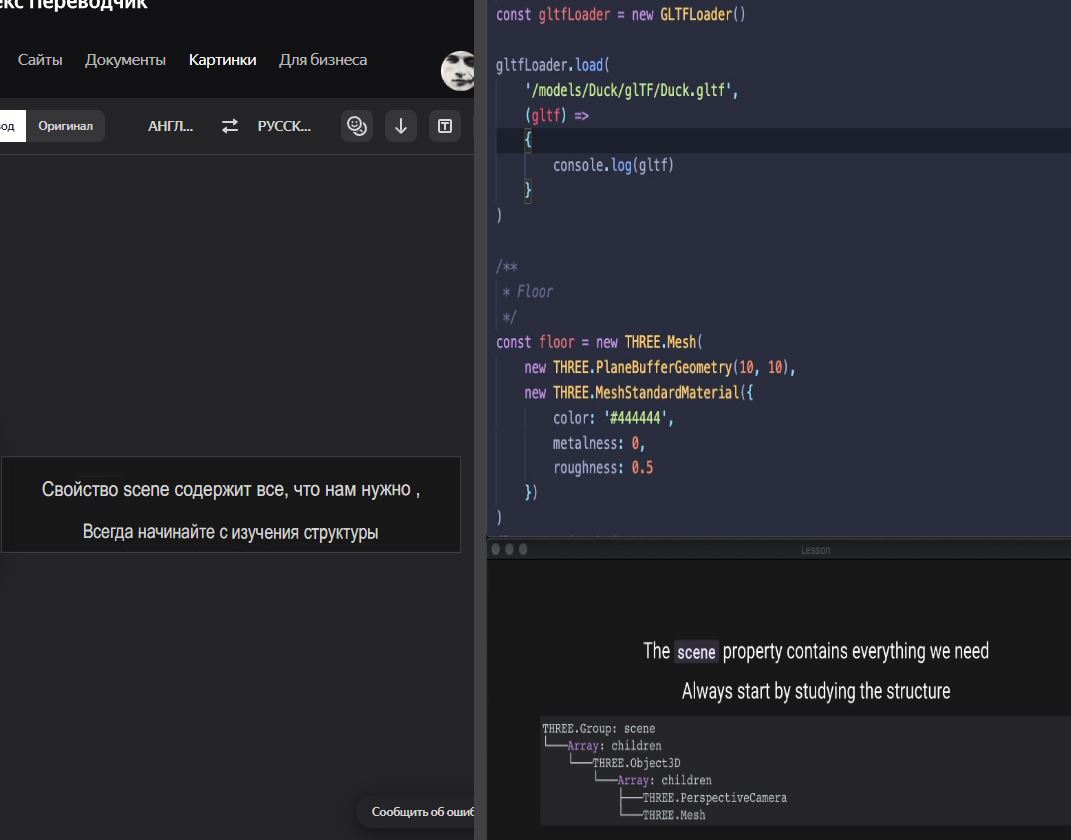 Переводчик
Сайты Документы Картинки Для бизнеса
Оригинал АНГЛ... РУССК...
Свойство scene содержит все, что нам нужно ,
Всегда начинайте с изучения структуры
Сообщить об
const gltfLoader = new GLTFLoader()
gltfLoader.load(
'/models/Duck/glTF/Duck.gltf',
(gltf) =>
{
console.log(gltf)
}
)
/**
* Floor
*/
const floor = new THREE.Mesh(
new THREE.PlaneBufferGeometry(10, 10),
new THREE.MeshStandardMaterial({
color: '#444444',
metalness: 0,
roughness: 0.5
})
)
Lesson
The scene property contains everything we need
Always start by studying the structure
THREE.Group: scene
└──Array: children
└──THREE.Object3D
└──Array: children
├──THREE.PerspectiveCamera
└──THREE.Mesh